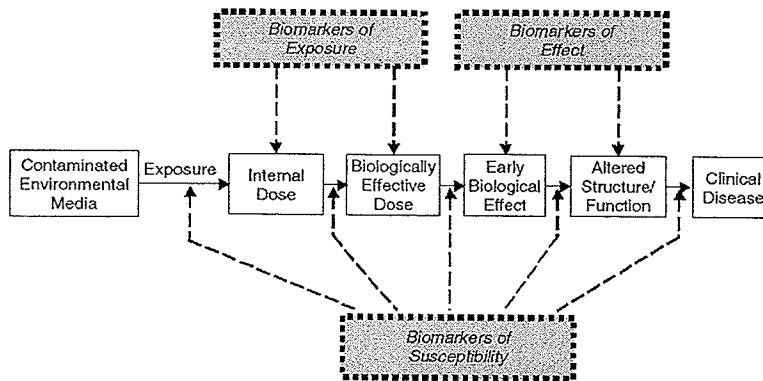 Biomarkers of
Exposure
Biomarkers of
Effect
Contaminated
Environmental
Media
Exposure
Internal
Dose
Biologically
Effective
Dose
Early
Biological
Effect
Altered
Structure/
Function
Clinical
Disease
Biomarkers of
Susceptibility